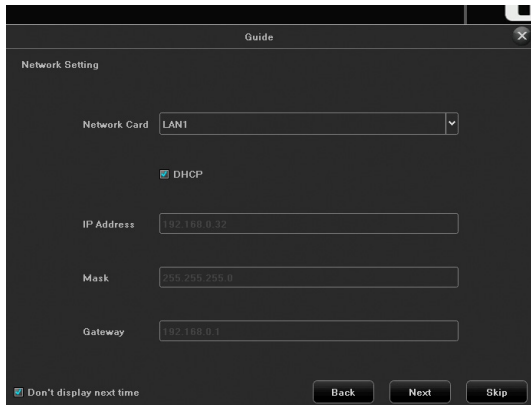 Guide
Network Setting
Network Card LAN1
DHCP
IP Address 192.168.0.32
Mask 255.255.255.0
Gateway 192.168.0.1
Don't display next time Back Next Skip